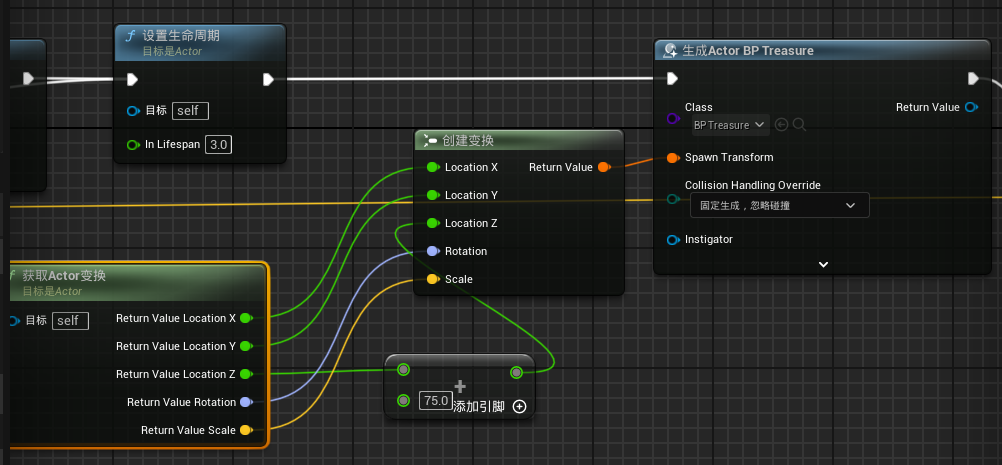 设置生命周期
目标是Actor
目标 self
In Lifespan 3.0
创建变换
Location X
Return Value
Location Y
Location Z
Rotation
Scale
生成Actor BP Treasure
Class
Return Value
BP Treasure
Spawn Transform
Collision Handling Override
固定生成，忽略碰撞
Instigator
获取Actor变换
目标是Actor
目标 self
Return Value Location X
Return Value Location Y
Return Value Location Z
Return Value Rotation
Return Value Scale
75.0
添加引脚